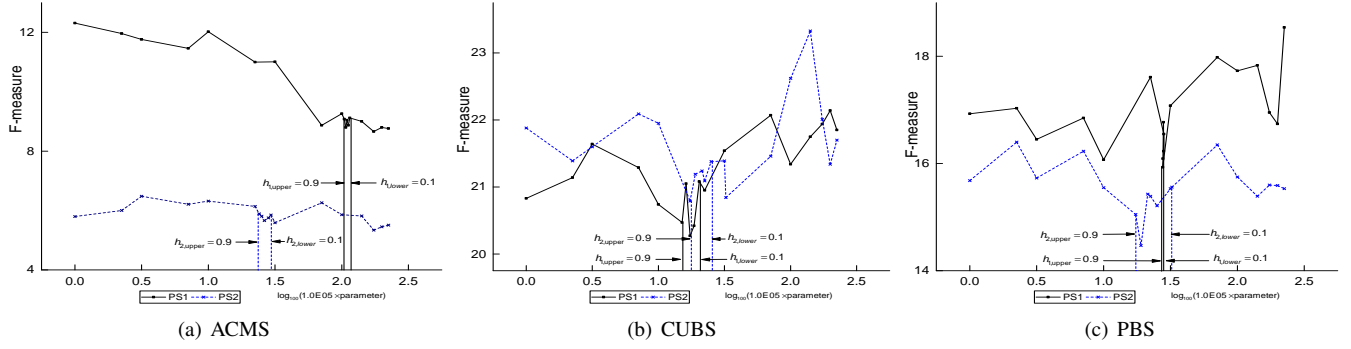 12
8
4
F-measure
h1,upper=0.9
h1,lower=0.1
h2,upper=0.9
h2,lower=0.1
0.0 0.5 1.0 1.5 2.0 2.5
PS1 PS2
log100(1.0E05×parameter)
(a) ACMS
23
22
21
20
F-measure
h2,upper=0.9
h2,lower=0.1
h1,upper=0.9
h1,lower=0.1
0.0 0.5 1.0 1.5 2.0 2.5
PS1 PS2
log100(1.0E05×parameter)
(b) CUBS
18
16
14
F-measure
h2,upper=0.9
h2,lower=0.1
h1,upper=0.9
h1,lower=0.1
0.0 0.5 1.0 1.5 2.0 2.5
PS1 PS2
log100(1.0E05×parameter)
(c) PBS